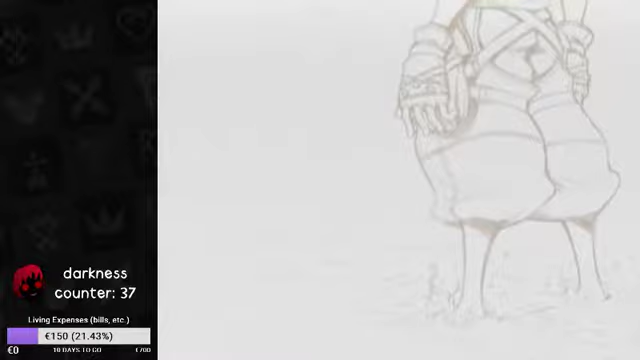 darkness
counter: 37
Living Expenses (bills, etc.)
€150 (21.43%)
€0
10 DAYS TO GO
€700